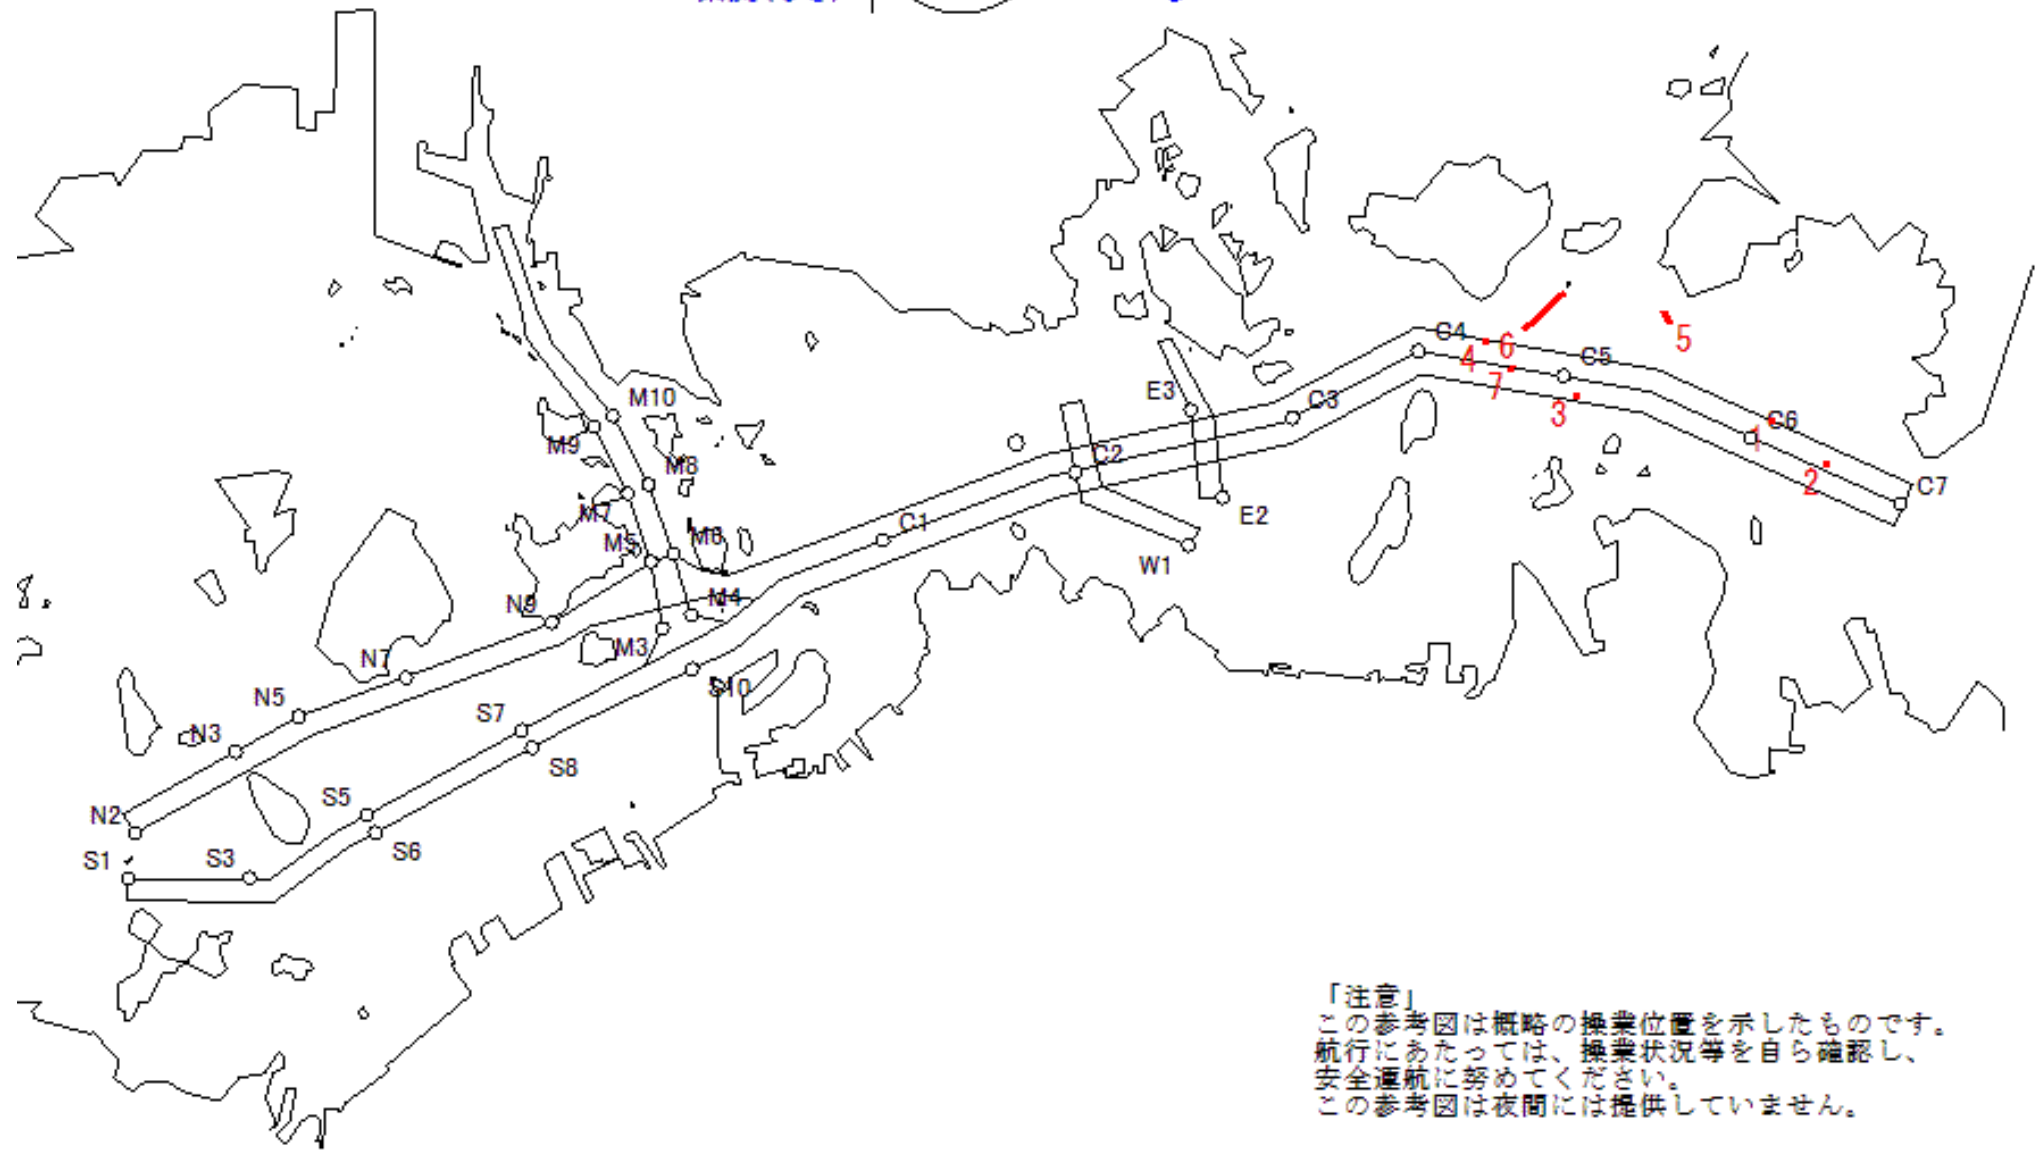 C4
6
5
4
C5
7
E3
M10
C3
3
C6
M9
1
C2
M8
2
C7
M7
E2
C1
M5
M6
W1
N9
M4
M3
N7
S10
N5
S7
N3
S8
S5
N2
S6
S1
S3
「注意」
この参考図は概略の操業位置を示したものです。
航行にあたっては、操業状況等を自ら確認し、
安全運航に努めてください。
この参考図は夜間には提供していません。